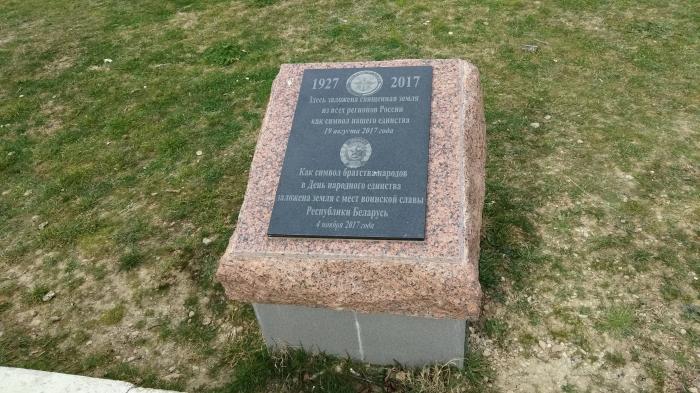 1927 2017
Здесь заложена священная земля
из всех регионов России
как символ нашего единства
19 августа 2017 года
Как символ братства народов
в День народного единства
заложена земля с мест воинской славы
Республики Беларусь
4 ноября 2017 года